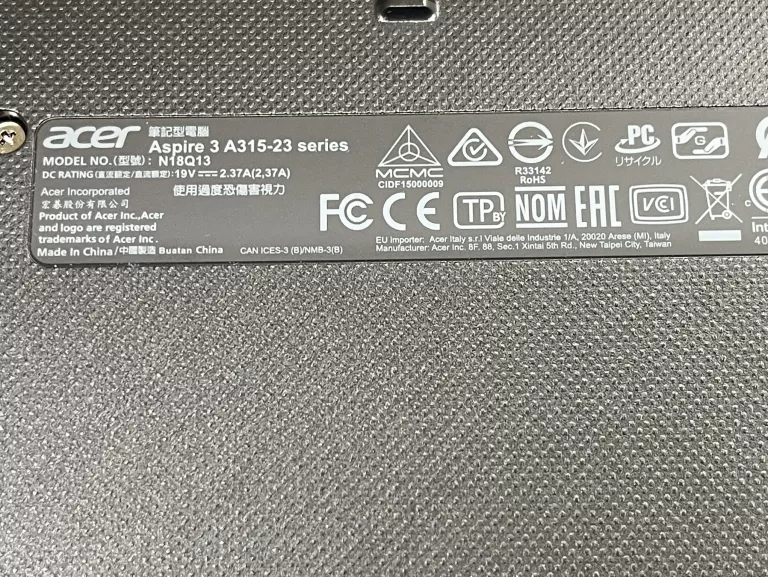 acer 筆記型電腦
Aspire 3 A315-23 series
MODEL NO.(型號): N18Q13
DC RATING(直流額定/直流額定):19V⎓2.37A(2,37A)
Acer Incorporated 使用過度恐傷害視力
宏碁股份有限公司
Product of Acer Inc.,Acer
and logo are registered
trademarks of Acer Inc.
Made in China/中國製造 Bustan China CAN ICES-3 (B)/NMB-3(B)
MCMC
CIDF15000009
R33142
RoHS
PC
リサイクル
FC CE TP BY NOM EAC VCI
EU Importer: Acer Italy s.r.l Viale delle Industrie 1/A, 20020 Arese (MI), Italy
Manufacturer: Acer Inc. 8F. 88, Sec.1 Xintai 5th Rd., New Taipei City, Taiwan
c
Int
40